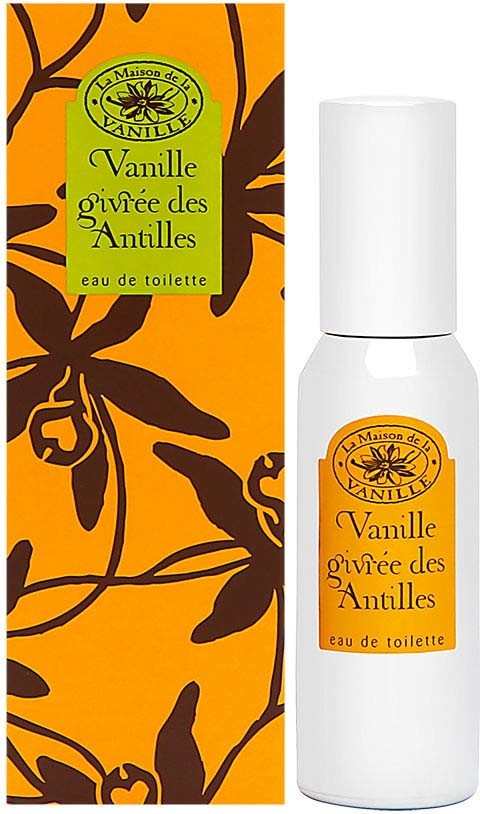 La Maison de la
VANILLE
Vanille
givrée des
Antilles
eau de toilette
La Maison de la
VANILLE
Vanille
givrée des
Antilles
eau de toilette